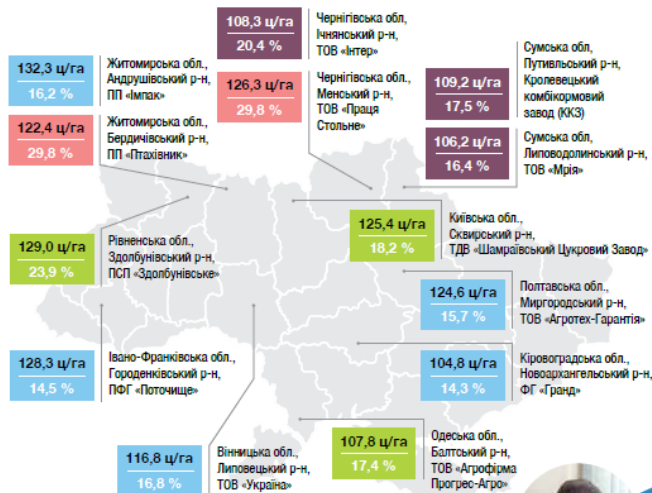 108,3 ц/га
20,4 %
Чернігівська обл,
Ічнянський р-н,
ТОВ «Інтер»
132,3 ц/га
16,2 %
Житомирська обл.,
Андрушівський р-н,
ПП «Імпак»
126,3 ц/га
29,8 %
Чернігівська обл.,
Менський р-н,
ТОВ «Праця
Стольне»
109,2 ц/га
17,5 %
Сумська обл,
Путивльський р-н,
Кролевецький
комбікормовий
завод (ККЗ)
122,4 ц/га
29,8 %
Житомирська обл.,
Бердичівський р-н,
ПП «Птахівник»
106,2 ц/га
16,4 %
Сумська обл,
Липоводолинський р-н,
ТОВ «Мрія»
129,0 ц/га
23,9 %
Рівненська обл.,
Здолбунівський р-н,
ПСП «Здолбунівське»
125,4 ц/га
18,2 %
Київська обл.,
Сквирський р-н,
ТДВ «Шамраївський Цукровий Завод»
124,6 ц/га
15,7 %
Полтавська обл.,
Миргородський р-н,
ТОВ «Агротех-Гарантія»
128,3 ц/га
14,5 %
Івано-Франківська обл.,
Городенківський р-н,
ПФГ «Поточище»
104,8 ц/га
14,3 %
Кіровоградська обл.,
Новоархангельський р-н,
ФГ «Гранд»
116,8 ц/га
16,8 %
Вінницька обл.,
Липовецький р-н,
ТОВ «Україна»
107,8 ц/га
17,4 %
Одеська обл.,
Балтський р-н,
ТОВ «Агрофірма
Прогрес-Агро»